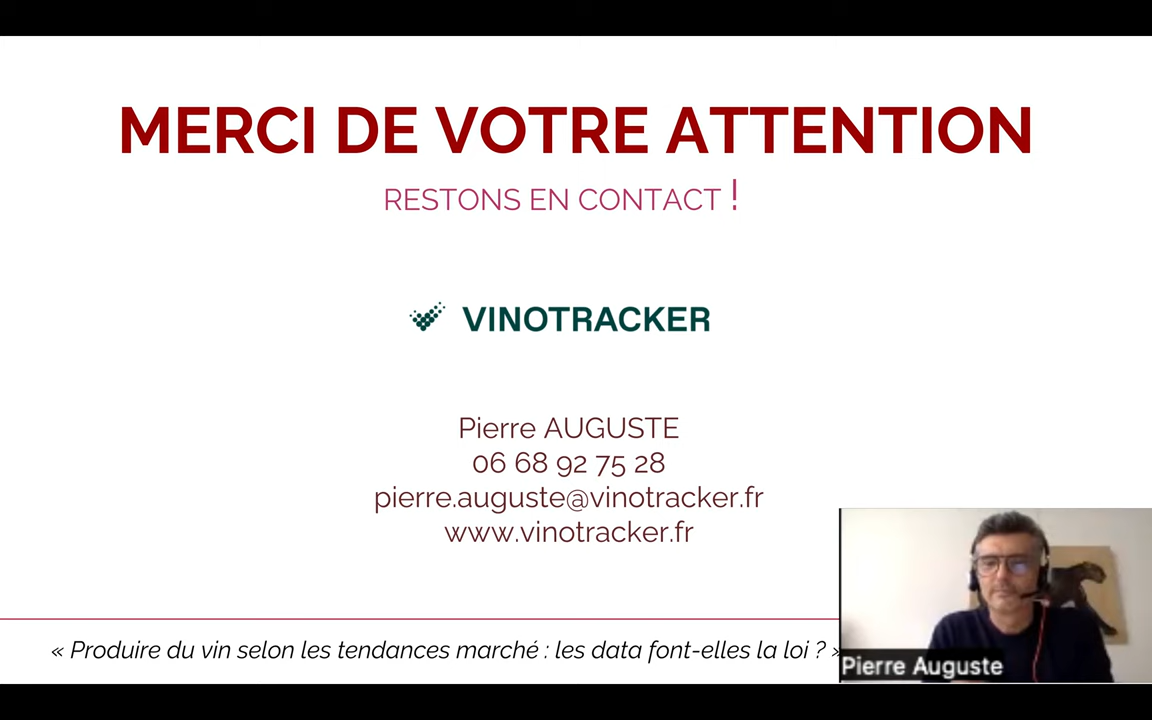 MERCI DE VOTRE ATTENTION
RESTONS EN CONTACT !
VINOTRACKER
Pierre AUGUSTE
06 68 92 75 28
pierre.auguste@vinotracker.fr
www.vinotracker.fr
« Produire du vin selon les tendances marché : les data font-elles la loi ? »
Pierre Auguste